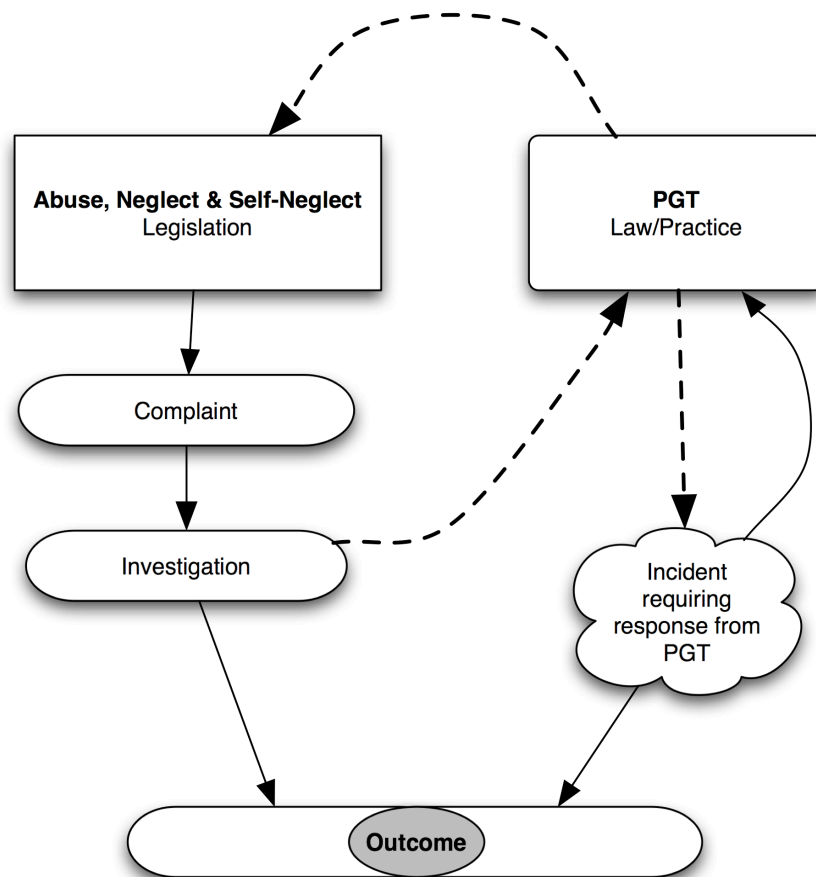 Abuse, Neglect & Self-Neglect
Legislation
PGT
Law/Practice
Complaint
Investigation
Incident
requiring
response from
PGT
Outcome